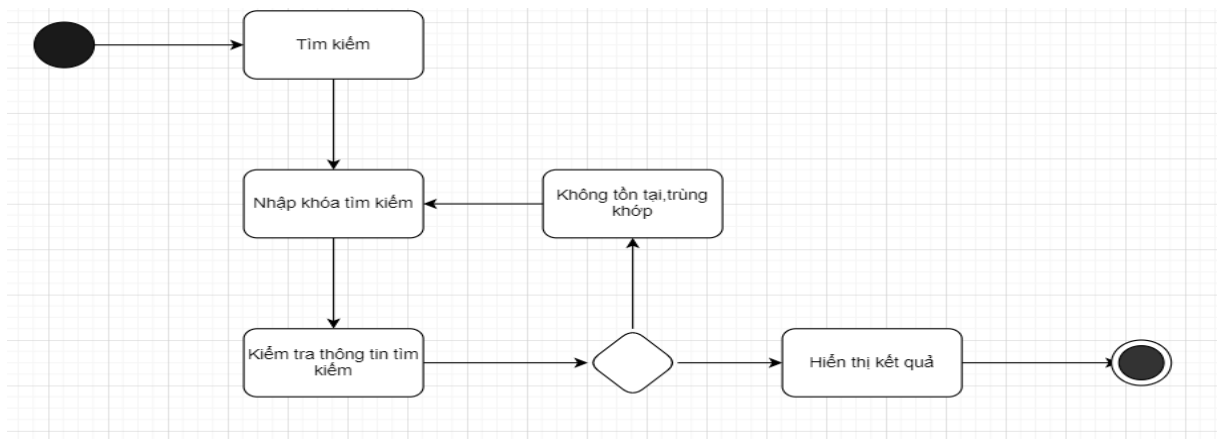 Tìm kiếm
Nhập khóa tìm kiếm
Không tồn tại,trùng
khớp
Kiểm tra thông tin tìm
kiếm
Hiển thị kết quả